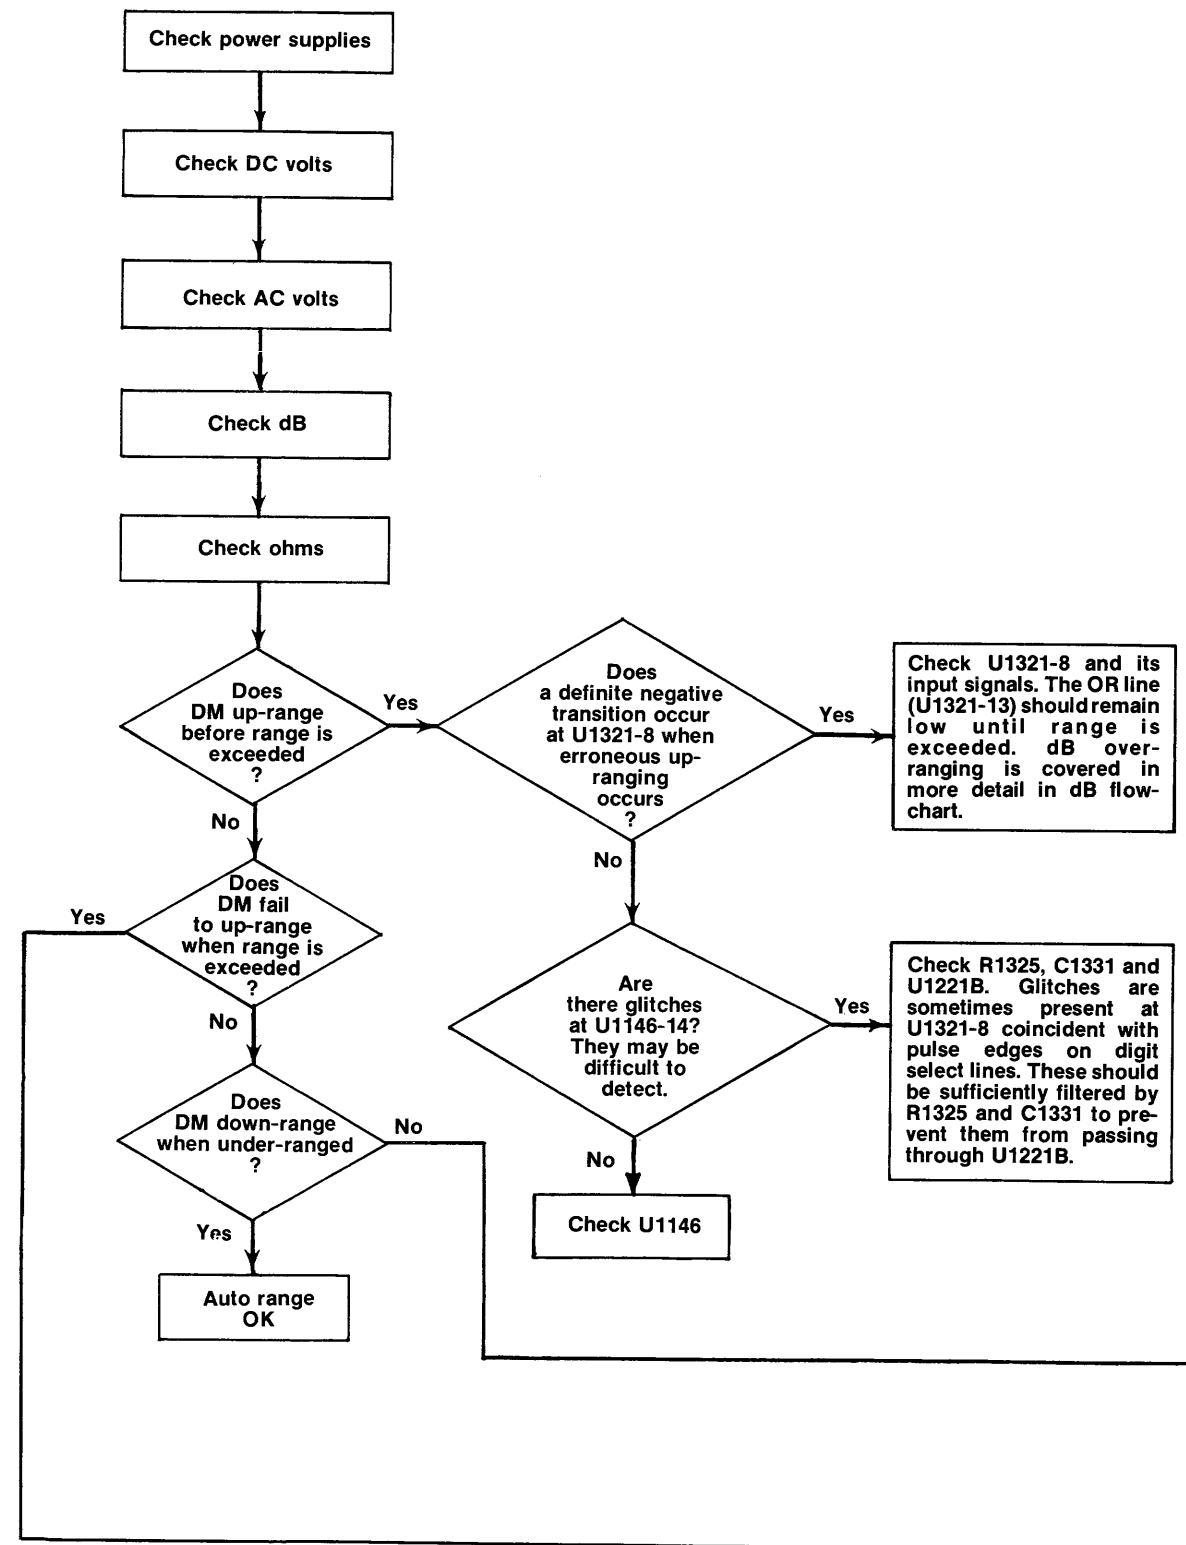 Check power supplies
Check DC volts
Check AC volts
Check dB
Check ohms
Does
DM up-range
before range is
exceeded
?
Yes
No
Does
a definite negative
transition occur
at U1321-8 when
erroneous up-
ranging
occurs
?
Yes
No
Check U1321-8 and its
input signals. The OR line
(U1321-13) should remain
low until range is
exceeded. dB over-
ranging is covered in
more detail in dB flow-
chart.
Does
DM fail
to up-range
when range is
exceeded
?
Yes
No
Are
there glitches
at U1146-14?
They may be
difficult to
detect.
Yes
No
Check R1325, C1331 and
U1221B. Glitches are
sometimes present at
U1321-8 coincident with
pulse edges on digit
select lines. These should
be sufficiently filtered by
R1325 and C1331 to pre-
vent them from passing
through U1221B.
Does
DM down-range
when under-ranged
?
No
Yes
Check U1146
Auto range
OK